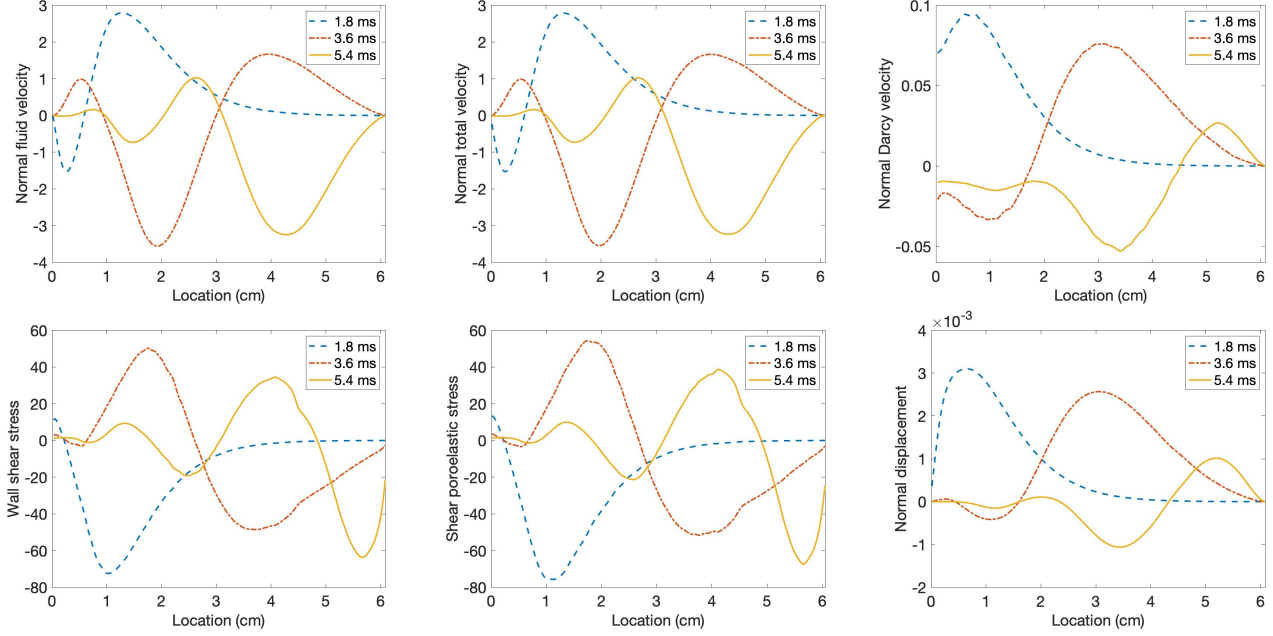 3
2
1
0
-1
-2
-3
-4
Normal fluid velocity
1.8 ms
3.6 ms
5.4 ms
0 1 2 3 4 5 6
Location (cm)
3
2
1
0
-1
-2
-3
-4
Normal total velocity
1.8 ms
3.6 ms
5.4 ms
0 1 2 3 4 5 6
Location (cm)
0.1
0.05
0
-0.05
Normal Darcy velocity
1.8 ms
3.6 ms
5.4 ms
0 1 2 3 4 5 6
Location (cm)
60
40
20
0
-20
-40
-60
-80
Wall shear stress
1.8 ms
3.6 ms
5.4 ms
0 1 2 3 4 5 6
Location (cm)
60
40
20
0
-20
-40
-60
-80
Shear poroelastic stress
1.8 ms
3.6 ms
5.4 ms
0 1 2 3 4 5 6
Location (cm)
×10⁻³
4
3
2
1
0
-1
-2
Normal displacement
1.8 ms
3.6 ms
5.4 ms
0 1 2 3 4 5 6
Location (cm)